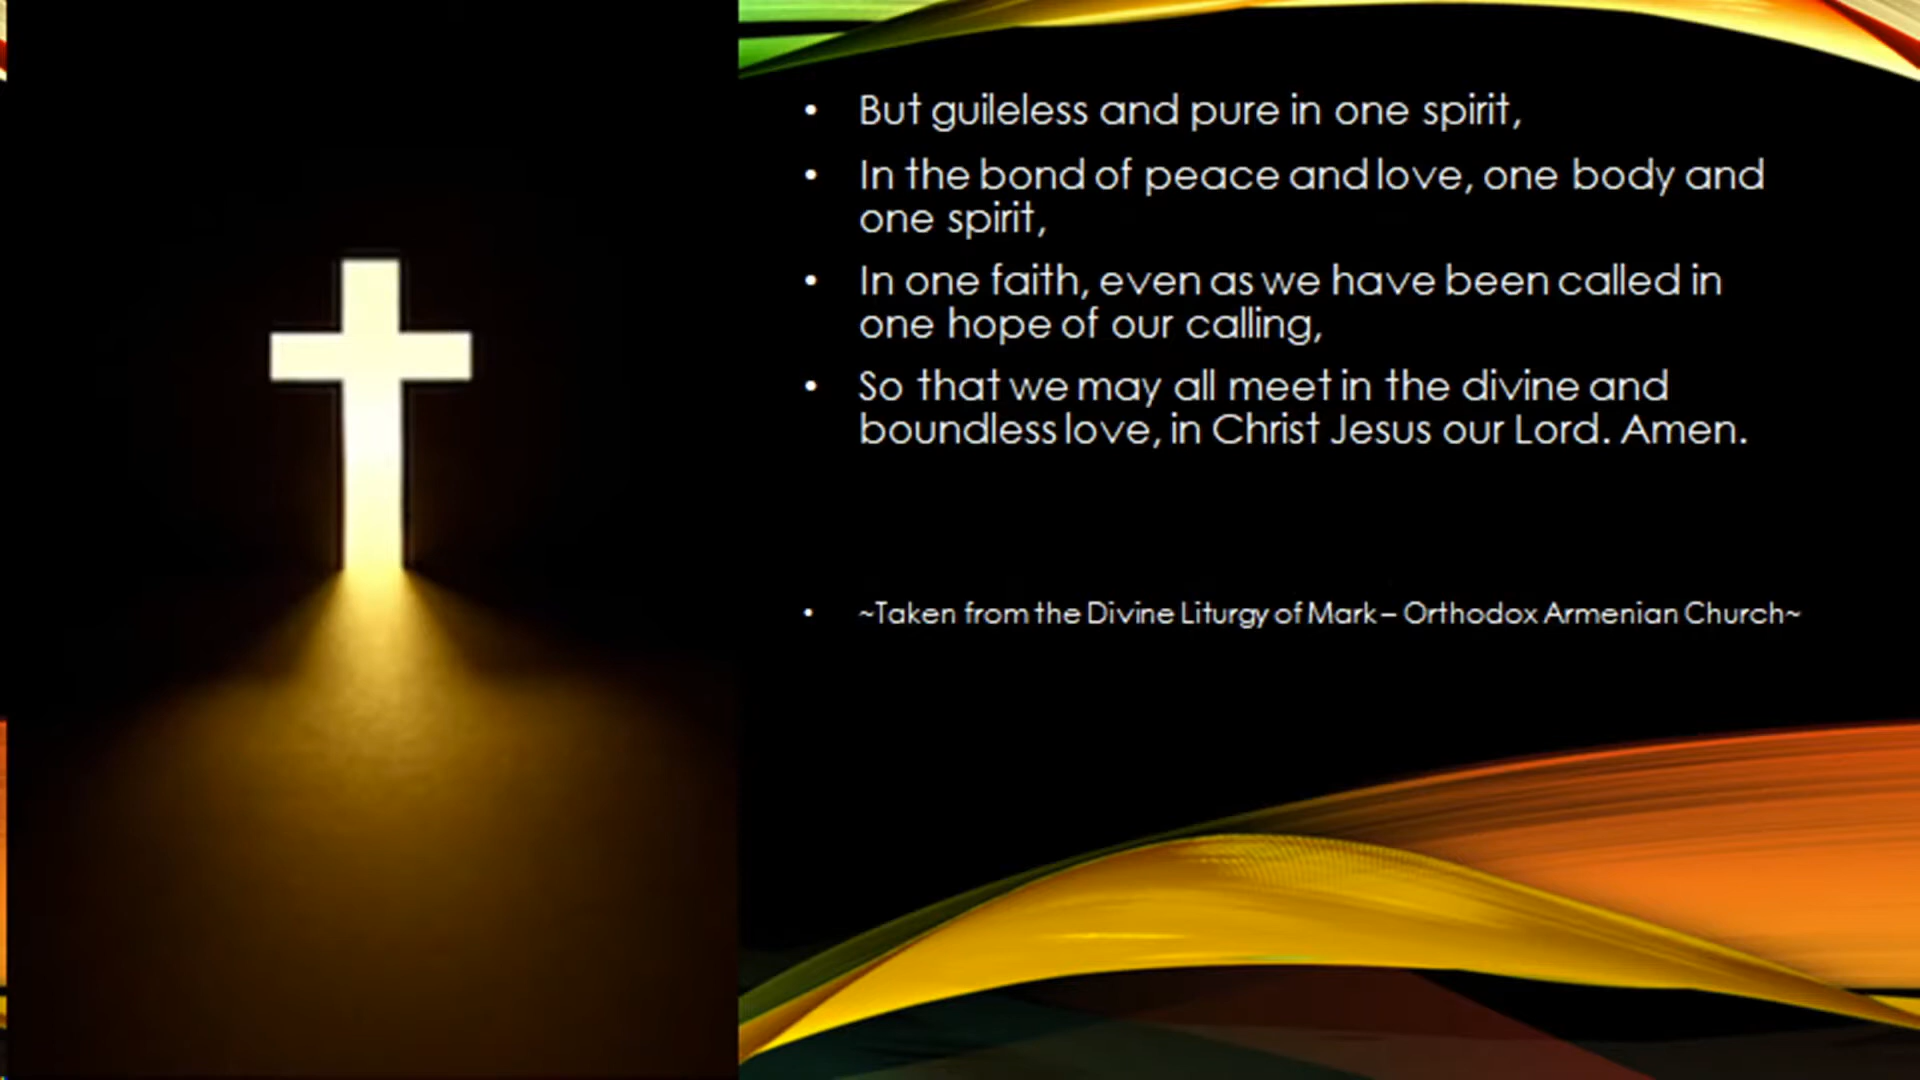 • But guileless and pure in one spirit,
• In the bond of peace and love, one body and
one spirit,
• In one faith, even as we have been called in
one hope of our calling,
• So that we may all meet in the divine and
boundless love, in Christ Jesus our Lord. Amen.
• ~Taken from the Divine Liturgy of Mark – Orthodox Armenian Church~